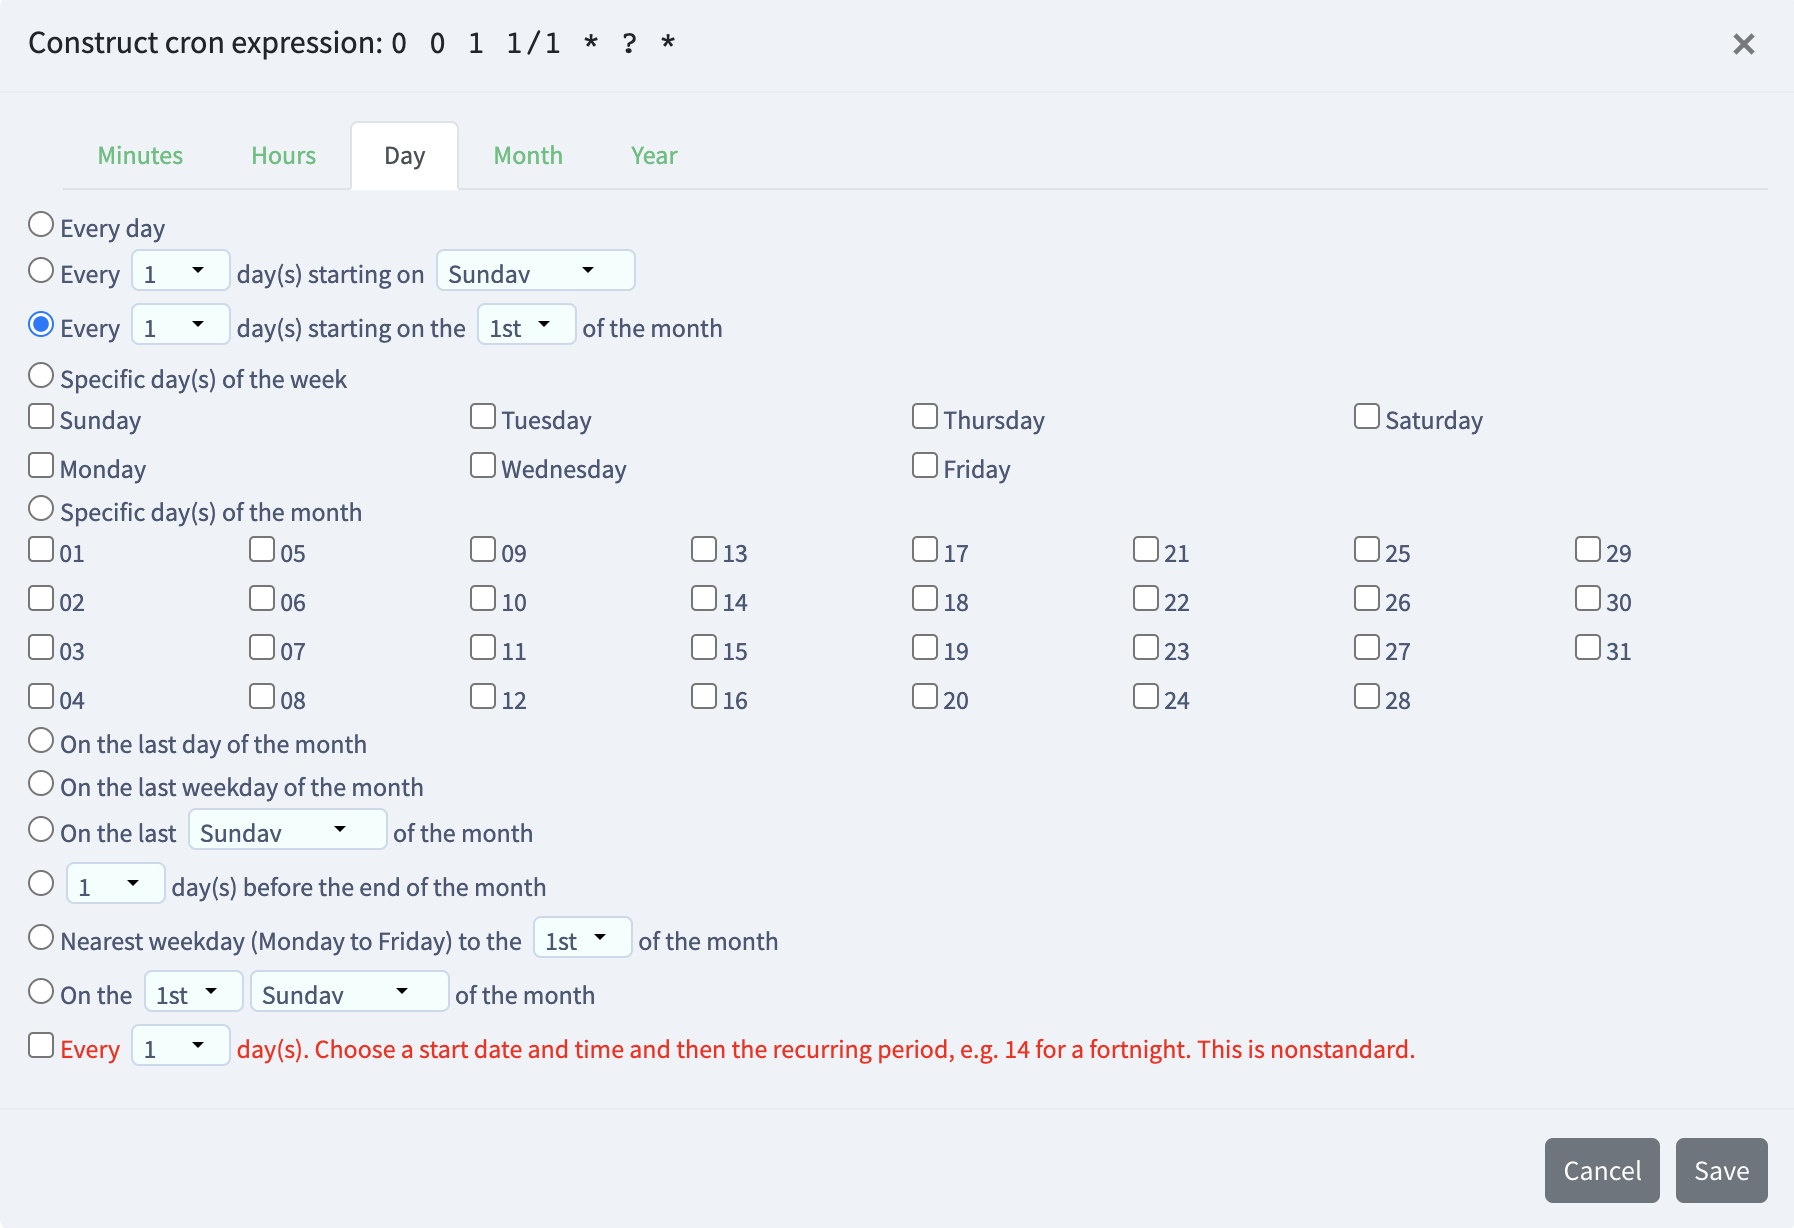 Construct cron expression: 0 0 1 1/1 * ? *
Minutes Hours Day Month Year
Every day
Every 1 day(s) starting on Sunday
Every 1 day(s) starting on the 1st of the month
Specific day(s) of the week
Sunday Tuesday Thursday Saturday
Monday Wednesday Friday
Specific day(s) of the month
01 05 09 13 17 21 25 29
02 06 10 14 18 22 26 30
03 07 11 15 19 23 27 31
04 08 12 16 20 24 28
On the last day of the month
On the last weekday of the month
On the last Sunday of the month
1 day(s) before the end of the month
Nearest weekday (Monday to Friday) to the 1st of the month
On the 1st Sunday of the month
Every 1 day(s). Choose a start date and time and then the recurring period, e.g. 14 for a fortnight. This is nonstandard.
Cancel Save